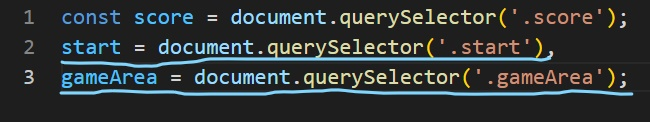 1 const score = document.querySelector('.score');
2 start = document.querySelector('.start'),
3 gameArea = document.querySelector('.gameArea');